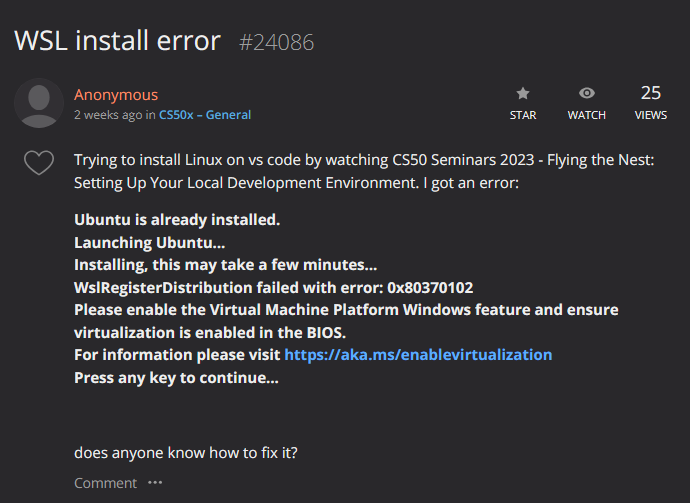 WSL install error #24086
Anonymous
2 weeks ago in CS50x – General
STAR
WATCH
25
VIEWS
Trying to install Linux on vs code by watching CS50 Seminars 2023 - Flying the Nest:
Setting Up Your Local Development Environment. I got an error:
Ubuntu is already installed.
Launching Ubuntu...
Installing, this may take a few minutes...
WslRegisterDistribution failed with error: 0x80370102
Please enable the Virtual Machine Platform Windows feature and ensure
virtualization is enabled in the BIOS.
For information please visit https://aka.ms/enablevirtualization
Press any key to continue...
does anyone know how to fix it?
Comment ···